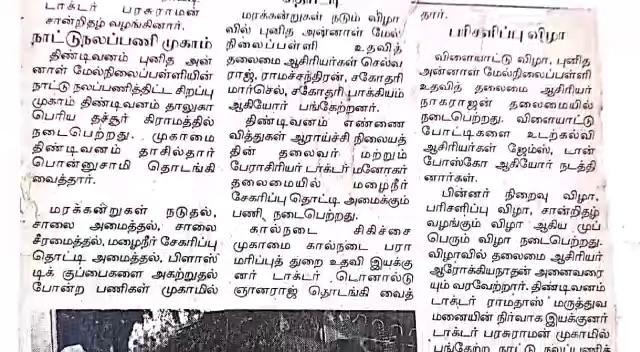 டாக்டர் பரசுராமன்
சான்றிதழ் வழங்கினார்.
நாட்டுநலப்பணி முகாம்
திண்டிவனம் புனித அன்
னாள் மேல்நிலைப்பள்ளியின்
நாட்டு நலப்பணித்திட்ட சிறப்பு
முகாம் திண்டிவனம் தாலுகா
பெரிய தச்சூர் கிராமத்தில்
நடைபெற்றது. முகாமை
திண்டிவனம் தாசில்தார்
பொன்னுசாமி தொடங்கி
வைத்தார்.
மரக்கன்றுகள் நடுதல்,
சாலை அமைத்தல், சாலை
சீரமைத்தல், மழைநீர் சேகரிப்பு
தொட்டி அமைத்தல், பிளாஸ்
டிக் குப்பைகளை அகற்றுதல்
போன்ற பணிகள் முகாமில்
மரக்கன்றுகள் நடும் விழா
வில் புனித அன்னாள் மேல்
நிலைப்பள்ளி உதவித்
தலைமை ஆசிரியர்கள் செல்வ
ராஜ், ராமச்சந்திரன், சகோதரி
மார்செல், சகோதரி பாக்கியம்
ஆகியோர் பங்கேற்றனர்.
திண்டிவனம் எண்ணை
வித்துகள் ஆராய்ச்சி நிலையத்
தின் தலைவர் மற்றும்
பேராசிரியர் டாக்டர் மனோகர்
தலைமையில் மழைநீர்
சேகரிப்பு தொட்டி அமைக்கும்
பணி நடைபெற்றது.
கால்நடை சிகிச்சை
முகாமை கால்நடை பரா
மரிப்புத் துறை உதவி இயக்கு
னர் டாக்டர் டொனால்டு
ஞானராஜ் தொடங்கி வைத்
தார்.
பரிசளிப்பு விழா
விளையாட்டு விழா, புனித
அன்னாள் மேல்நிலைப்பள்ளி
உதவித் தலைமை ஆசிரியர்
நாகராஜன் தலைமையில்
நடைபெற்றது. விளையாட்டு
போட்டிகளை உடற்கல்வி
ஆசிரியர்கள் ஜேம்ஸ், டான்
போஸ்கோ ஆகியோர் நடத்தி
னார்கள்.
பின்னர் நிறைவு விழா,
பரிசளிப்பு விழா, சான்றிதழ்
வழங்கும் விழா ஆகிய முப்
பெரும் விழா நடைபெற்றது.
விழாவில் தலைமை ஆசிரியர்
ஆரோக்கியநாதன் அனைவரை
யும் வரவேற்றார். திண்டிவனம்
டாக்டர் ராமதாஸ் மருத்துவ
மனையின் நிர்வாக இயக்குனர்
டாக்டர் பரசுராமன் முகாமில்
பங்கேற்ற நாட்டு நலப்பணித்